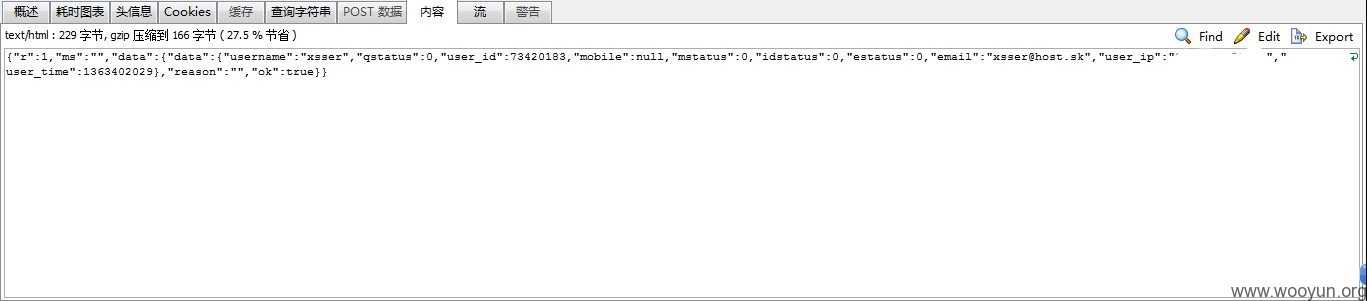 概述 耗时图表 头信息 Cookies 缓存 查询字符串 POST 数据 内容 流 警告
text/html : 229 字节, gzip 压缩到 166 字节 ( 27.5 % 节省 ) Find Edit Export
{"r":1,"ms":"","data":{"data":{"username":"xsser","qstatus":0,"user_id":73420183,"mobile":null,"mstatus":0,"idstatus":0,"estatus":0,"email":"xsser@host.sk","user_ip":" ","
user_time":1363402029},"reason":"","ok":true}}
www.wooyun.org